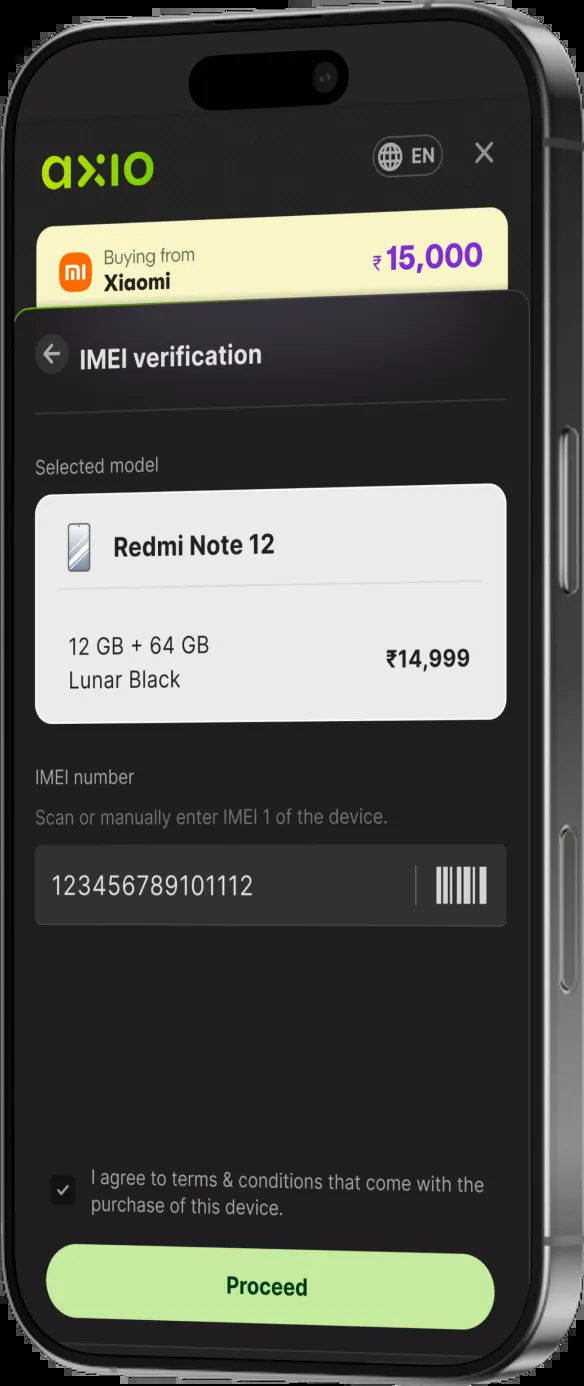 axio
EN
Buying from
Xiaomi
₹15,000
IMEI verification
Selected model
Redmi Note 12
12 GB + 64 GB
Lunar Black
₹14,999
IMEI number
Scan or manually enter IMEI 1 of the device.
123456789101112
I agree to terms & conditions that come with the
purchase of this device.
Proceed